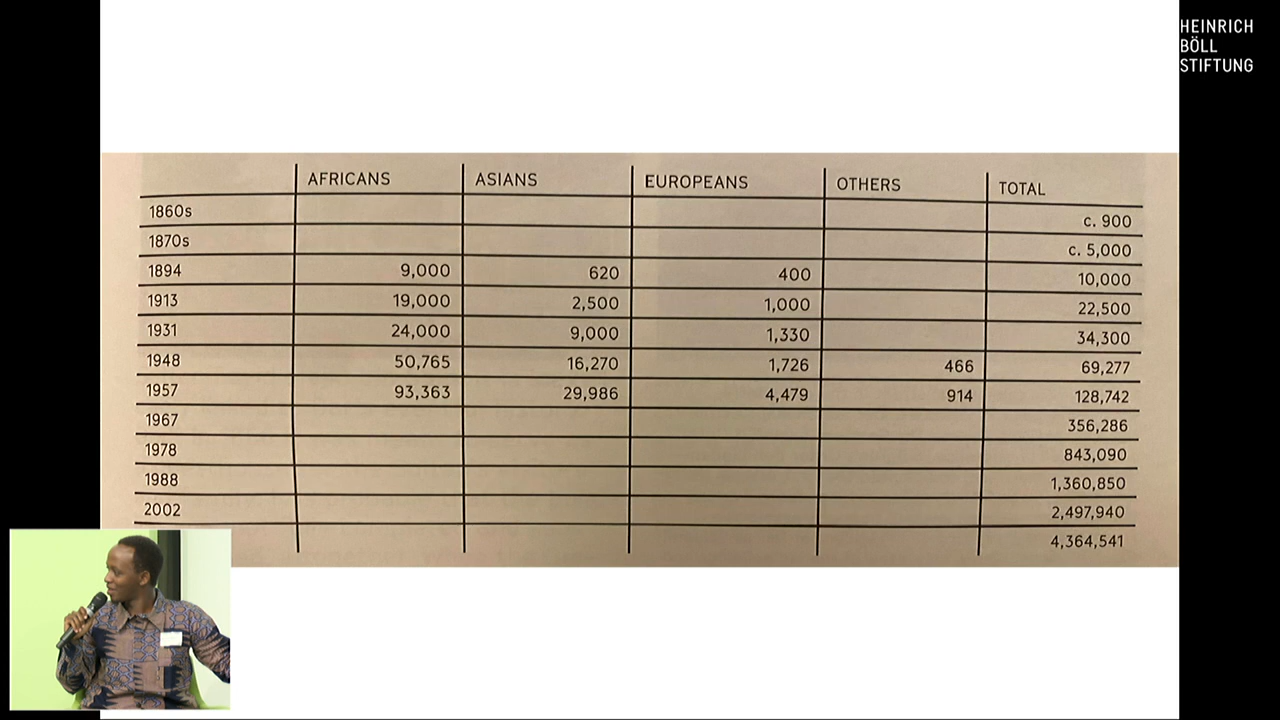 HEINRICH
BÖLL
STIFTUNG
AFRICANS ASIANS EUROPEANS OTHERS TOTAL
1860s c. 900
1870s c. 5,000
1894 9,000 620 400 10,000
1913 19,000 2,500 1,000 22,500
1931 24,000 9,000 1,330 34,300
1948 50,765 16,270 1,726 466 69,277
1957 93,363 29,986 4,479 914 128,742
1967 356,286
1978 843,090
1988 1,360,850
2002 2,497,940
4,364,541